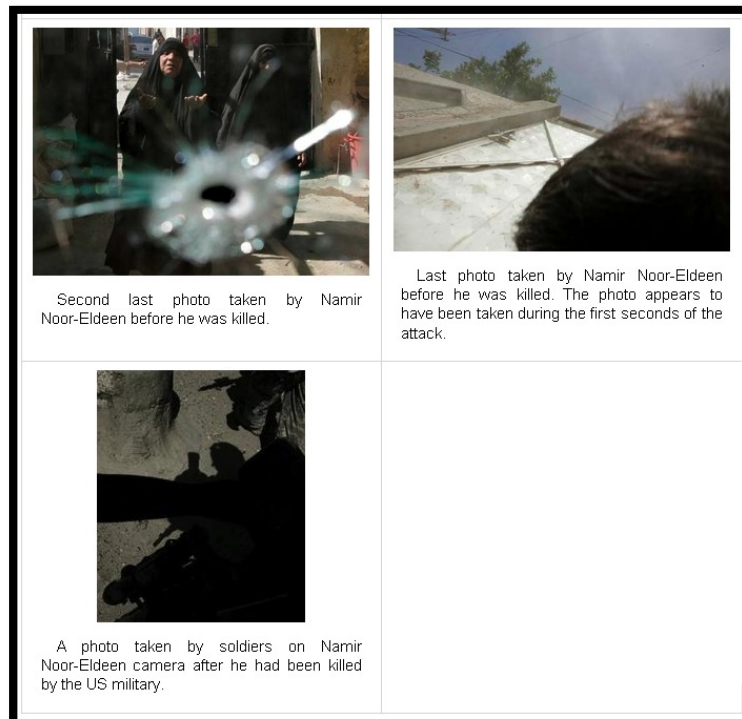 Second last photo taken by Namir
Noor-Eldeen before he was killed.
Last photo taken by Namir Noor-Eldeen
before he was killed. The photo appears to
have been taken during the first seconds of the
attack.
A photo taken by soldiers on Namir
Noor-Eldeen camera after he had been killed
by the US military.